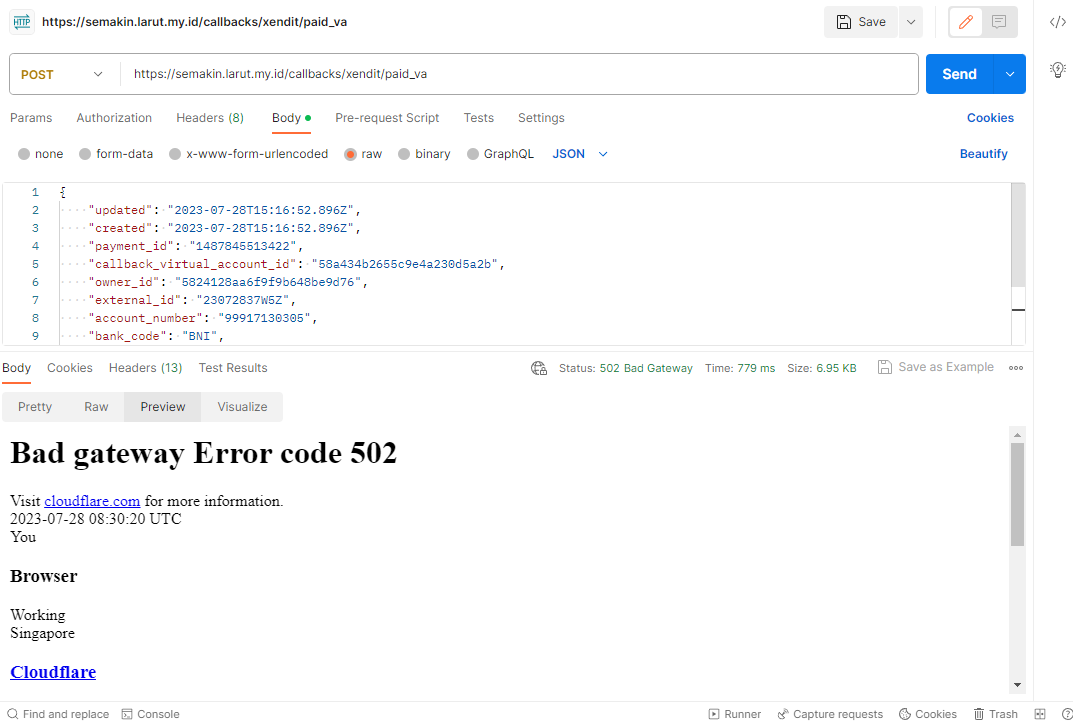 HTTP https://semakin.larut.my.id/callbacks/xendit/paid_va Save
POST https://semakin.larut.my.id/callbacks/xendit/paid_va Send
Params Authorization Headers (8) Body Pre-request Script Tests Settings Cookies
none form-data x-www-form-urlencoded raw binary GraphQL JSON Beautify
1 {
2 "updated": "2023-07-28T15:16:52.896Z",
3 "created": "2023-07-28T15:16:52.896Z",
4 "payment_id": "1487845513422",
5 "callback_virtual_account_id": "58a434b2655c9e4a230d5a2b",
6 "owner_id": "5824128aa6f9f9b648be9d76",
7 "external_id": "23072837W5Z",
8 "account_number": "99917130305",
9 "bank_code": "BNI",
Body Cookies Headers (13) Test Results Status: 502 Bad Gateway Time: 779 ms Size: 6.95 KB Save as Example
Pretty Raw Preview Visualize
Bad gateway Error code 502
Visit cloudflare.com for more information.
2023-07-28 08:30:20 UTC
You
Browser
Working
Singapore
Cloudflare
Find and replace Console Runner Capture requests Cookies Trash